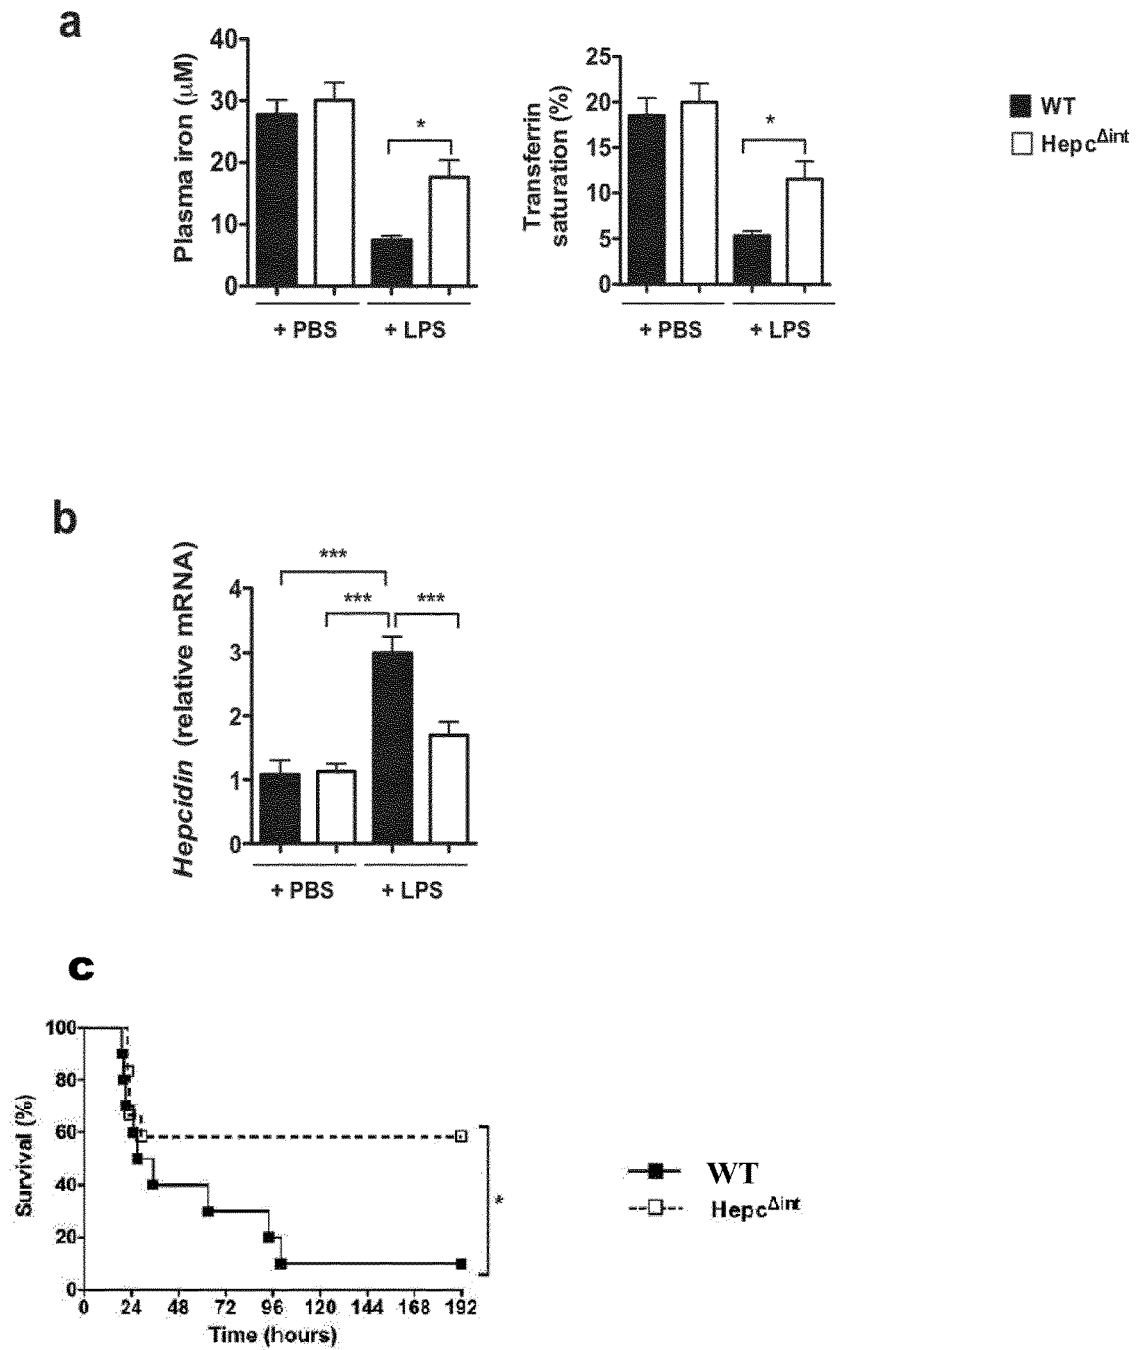 a
Plasma iron (µM)
40
30
20
10
0
*
+ PBS
+ LPS
Transferrin
saturation (%)
25
20
15
10
5
0
*
+ PBS
+ LPS
WT
Hepc^Δint
b
Hepcidin (relative mRNA)
4
3
2
1
0
***
***
***
+ PBS
+ LPS
c
Survival (%)
100
80
60
40
20
0
0 24 48 72 96 120 144 168 192
Time (hours)
*
WT
Hepc^Δint